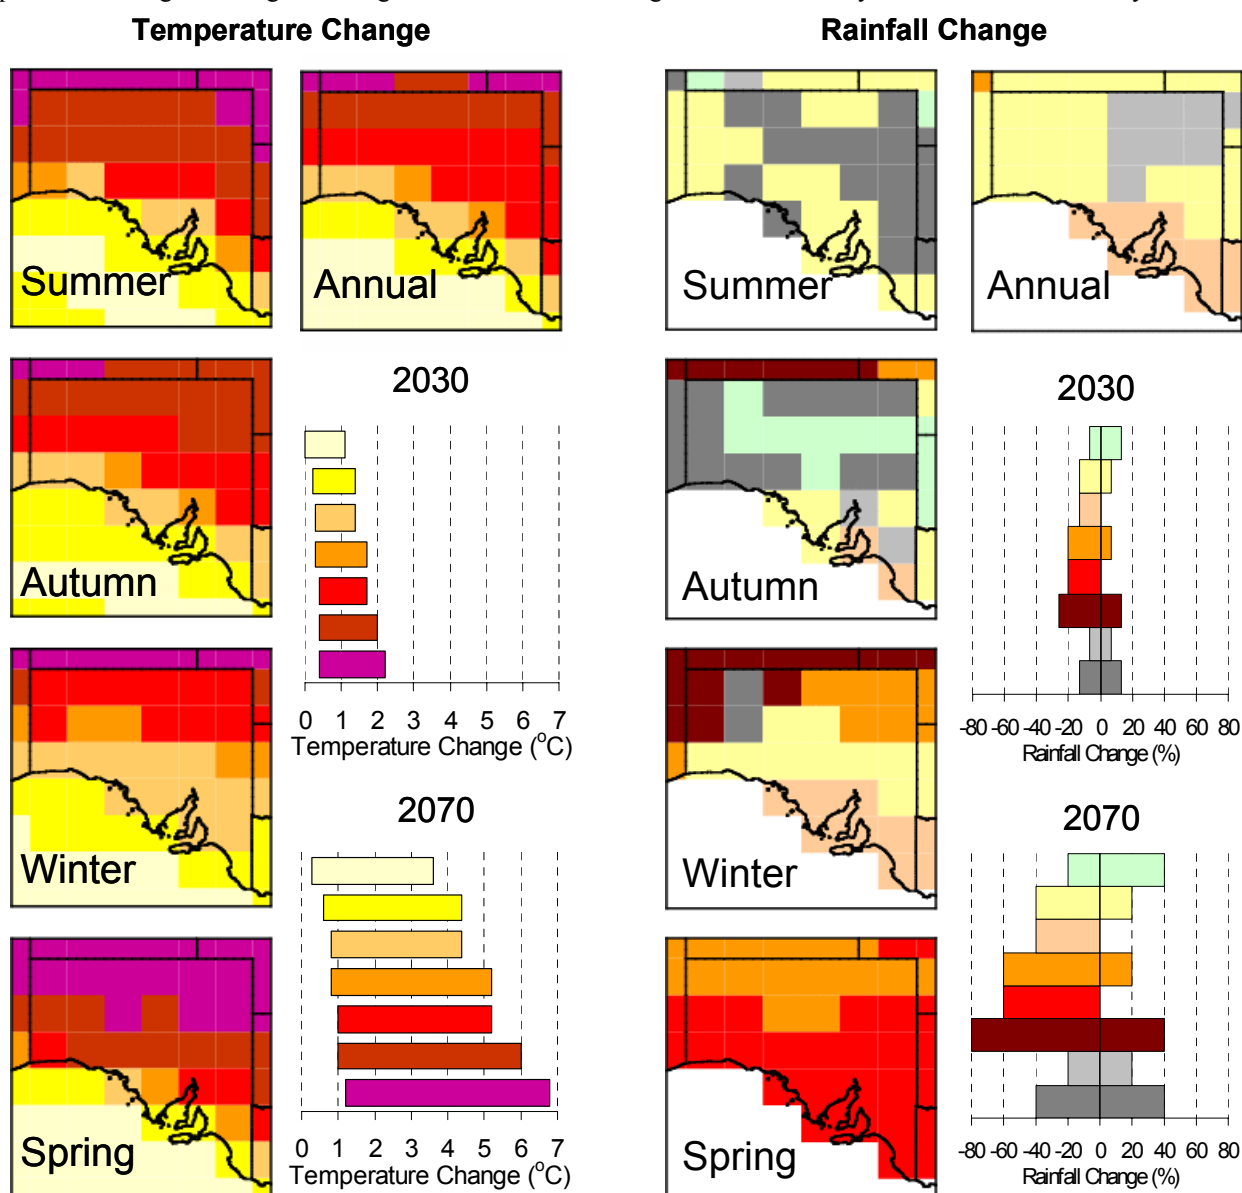 Temperature Change
Rainfall Change
Summer
Annual
Summer
Annual
Autumn
2030
0 1 2 3 4 5 6 7
Temperature Change (°C)
Autumn
2030
-80 -60 -40 -20 0 20 40 60 80
Rainfall Change (%)
Winter
2070
0 1 2 3 4 5 6 7
Temperature Change (°C)
Winter
2070
-80 -60 -40 -20 0 20 40 60 80
Rainfall Change (%)
Spring
Spring